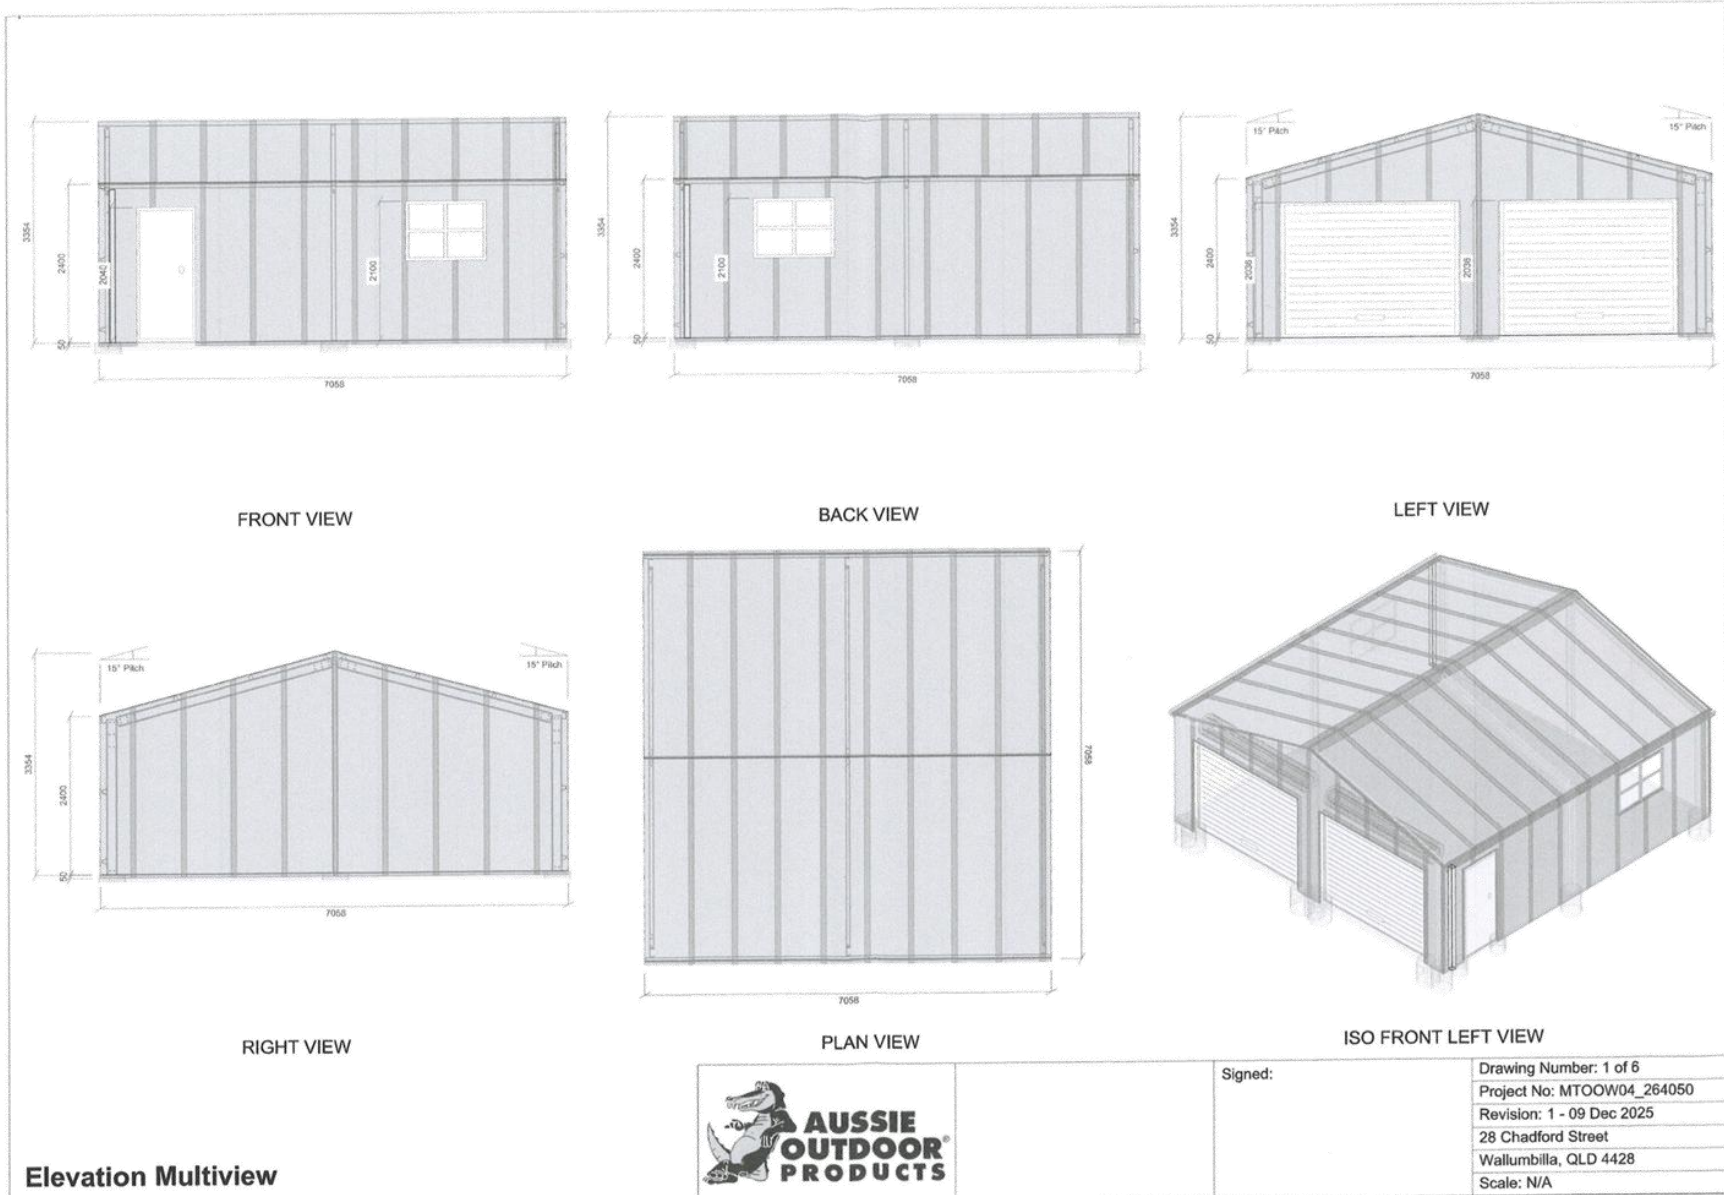 3354
2400
2040
50
2100
7058
FRONT VIEW
3354
2400
50
2100
7058
BACK VIEW
15° Pitch
15° Pitch
3354
2400
2036
2036
50
7058
LEFT VIEW
15° Pitch
15° Pitch
3354
2400
50
7058
RIGHT VIEW
7058
7058
PLAN VIEW
ISO FRONT LEFT VIEW
Elevation Multiview
AUSSIE
OUTDOOR®
PRODUCTS
Signed:
Drawing Number: 1 of 6
Project No: MTOOW04_264050
Revision: 1 - 09 Dec 2025
28 Chadford Street
Wallumbilla, QLD 4428
Scale: N/A